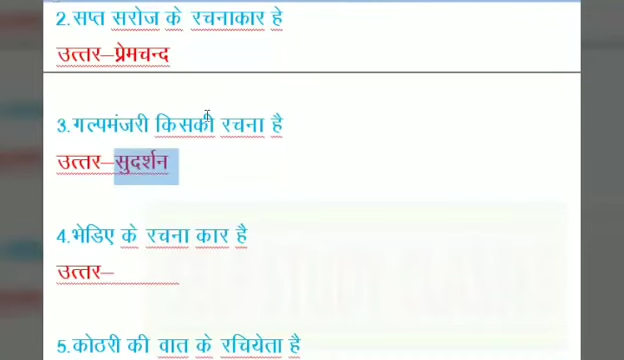 2.सप्त सरोज के रचनाकार हे
उत्तर–प्रेमचन्द
3.गल्पमंजरी किसकी रचना है
उत्तर–सुदर्शन
4.भेडिए के रचना कार है
उत्तर–
5.कोठरी की वात के रचियेता है